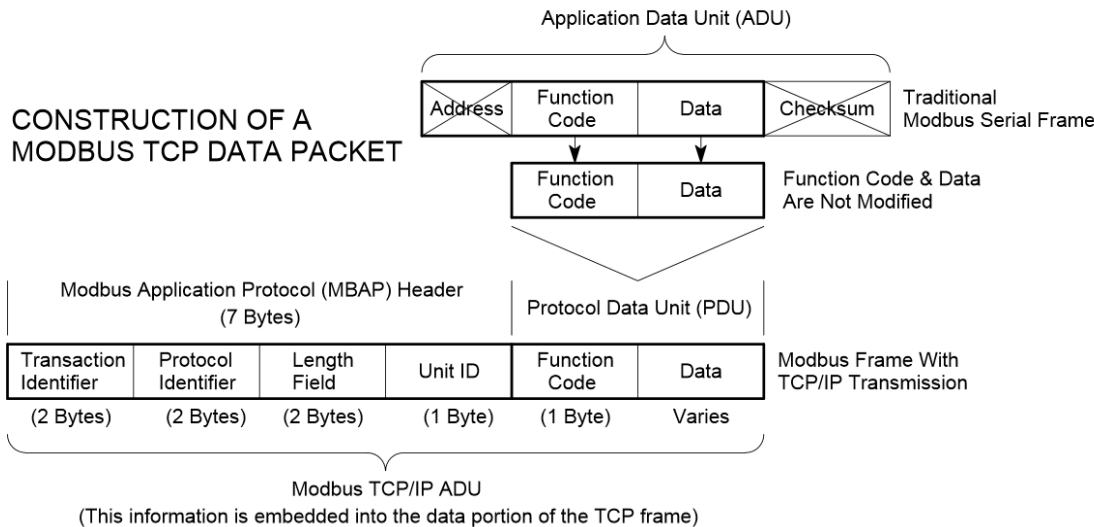 Application Data Unit (ADU)
CONSTRUCTION OF A
MODBUS TCP DATA PACKET
Address
Function
Code
Data
Checksum
Traditional
Modbus Serial Frame
Function
Code
Data
Function Code & Data
Are Not Modified
Modbus Application Protocol (MBAP) Header
(7 Bytes)
Protocol Data Unit (PDU)
Transaction
Identifier
Protocol
Identifier
Length
Field
Unit ID
Function
Code
Data
Modbus Frame With
TCP/IP Transmission
(2 Bytes)
(2 Bytes)
(2 Bytes)
(1 Byte)
(1 Byte)
Varies
Modbus TCP/IP ADU
(This information is embedded into the data portion of the TCP frame)